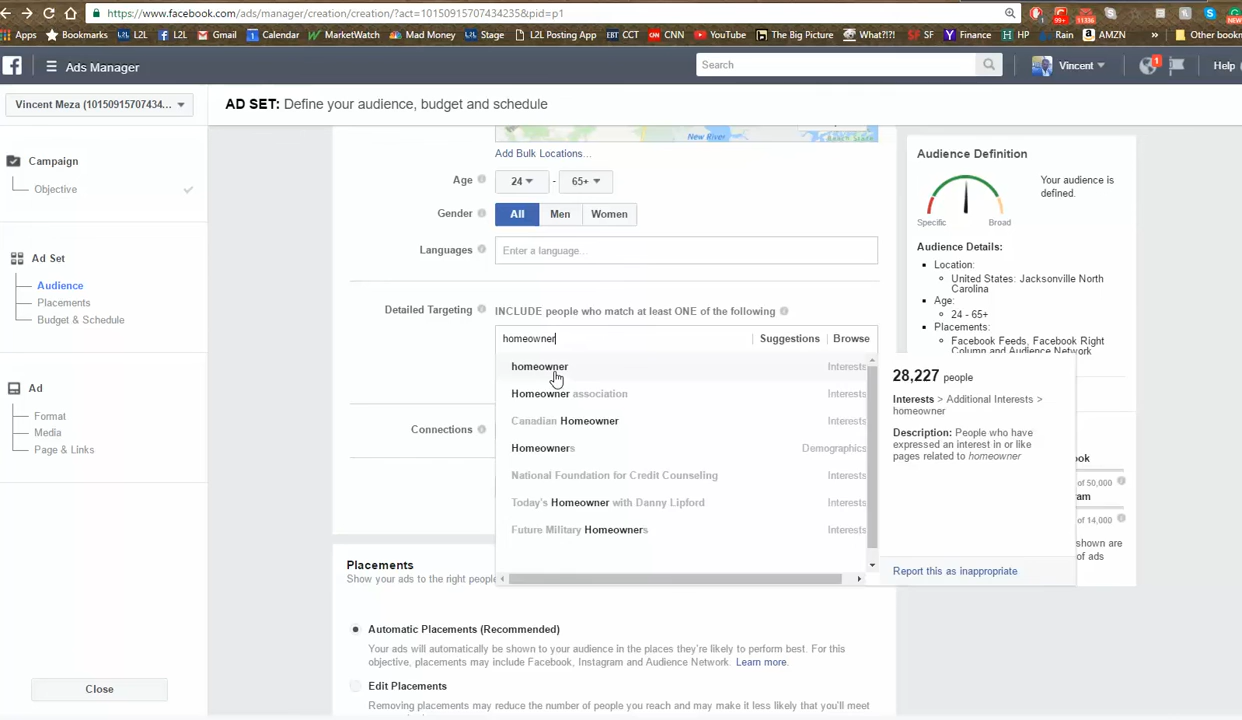 https://www.facebook.com/ads/manager/creation/creation/?act=101509157074342358&pid=p1
Apps Bookmarks L2L L2L Gmail Calendar MarketWatch Mad Money Stage L2L Posting App EBT CCT CNN YouTube The Big Picture What?!?! SF SF Finance HP Rain AMZN » Other bookm
Ads Manager Search Vincent 1 Help
Vincent Meza (10150915707434...
AD SET: Define your audience, budget and schedule
Campaign
Objective
Ad Set
Audience
Placements
Budget & Schedule
Ad
Format
Media
Page & Links
Close
New River
Add Bulk Locations...
Age 24 - 65+
Gender All Men Women
Languages Enter a language...
Detailed Targeting INCLUDE people who match at least ONE of the following
homeowner Suggestions Browse
homeowner Interests
Homeowner association Interests
Canadian Homeowner Interests
Homeowners Demographics
National Foundation for Credit Counseling Interests
Today's Homeowner with Danny Lipford Interests
Future Military Homeowners Interests
Connections
28,227 people
Interests > Additional Interests >
homeowner
Description: People who have
expressed an interest in or like
pages related to homeowner
Report this as inappropriate
Placements
Show your ads to the right people
Automatic Placements (Recommended)
Your ads will automatically be shown to your audience in the places they're likely to perform best. For this
objective, placements may include Facebook, Instagram and Audience Network. Learn more.
Edit Placements
Removing placements may reduce the number of people you reach and may make it less likely that you'll meet
Audience Definition
Your audience is
defined.
Specific Broad
Audience Details:
Location:
United States: Jacksonville North
Carolina
Age:
24 - 65+
Placements:
Facebook Feeds, Facebook Right
Column and Audience Network
ok
of 50,000
am
of 14,000
shown are
of ads